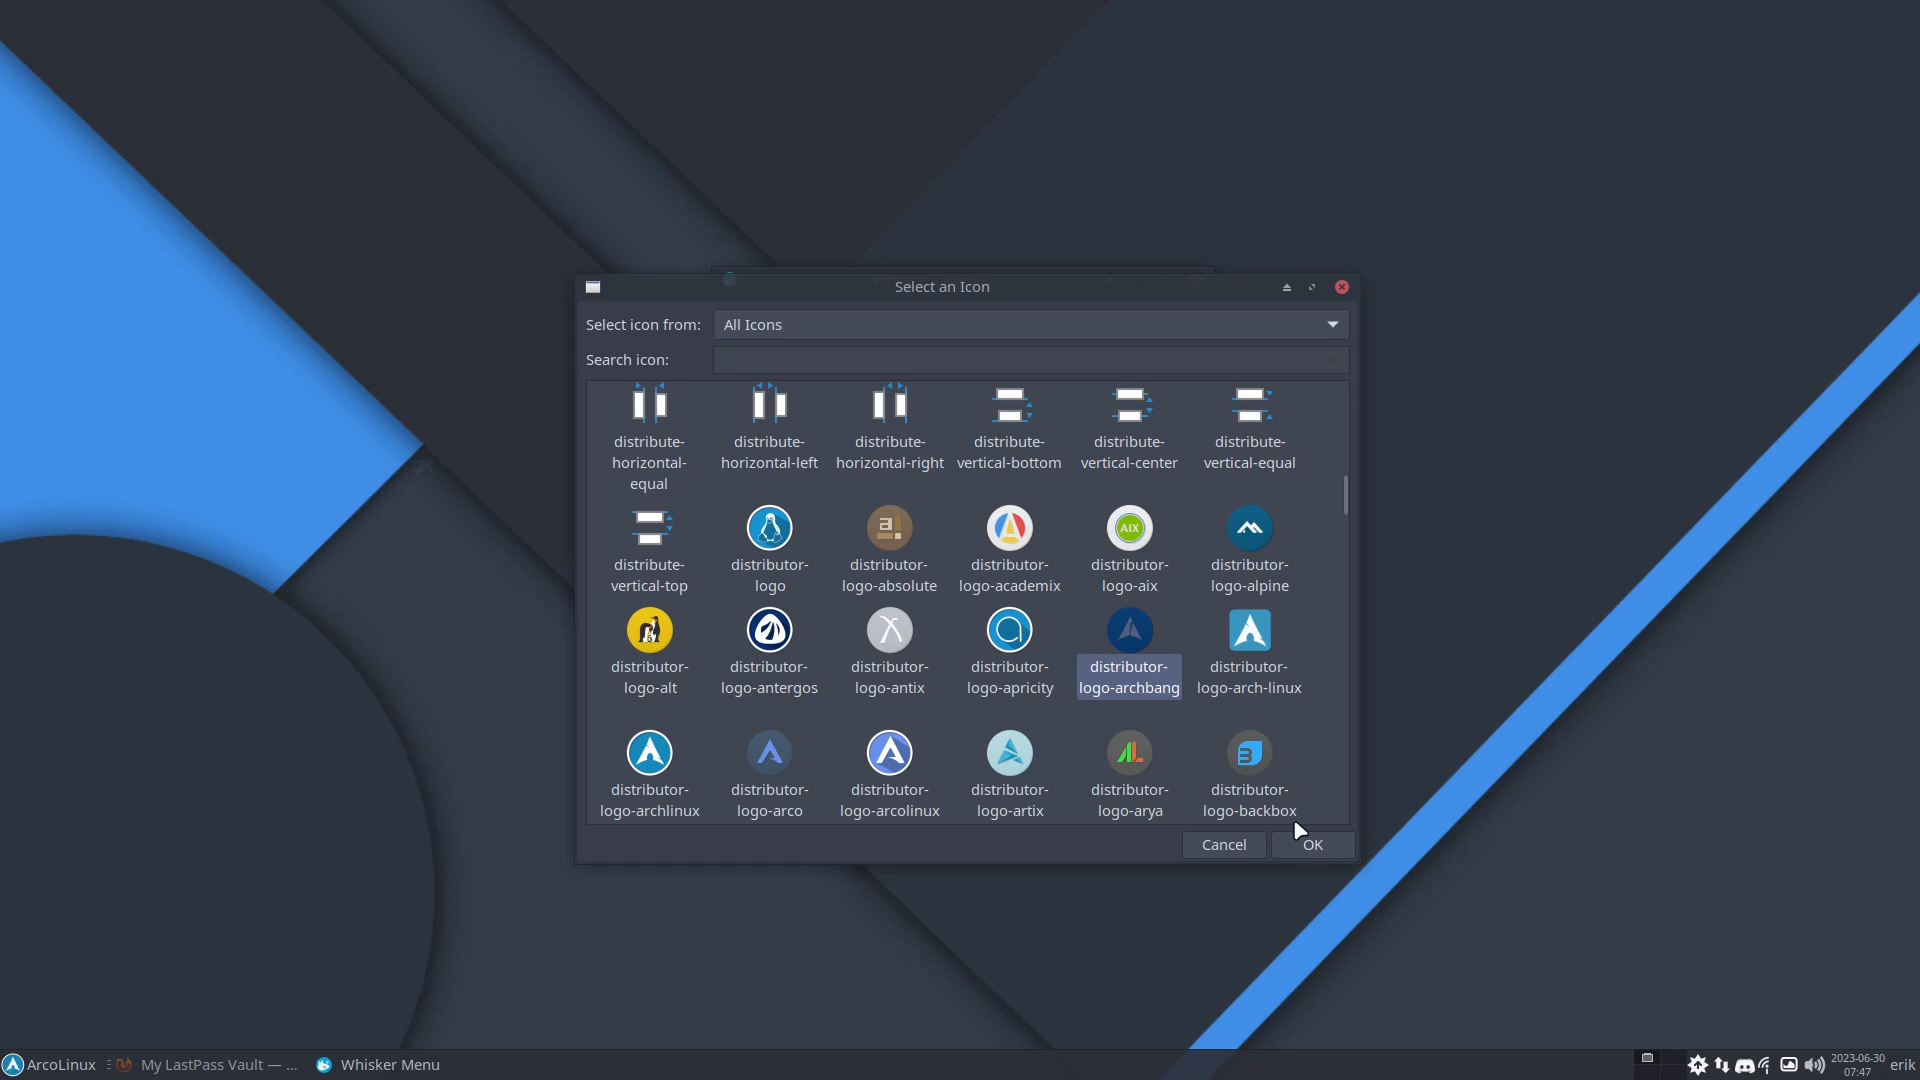 Select an Icon
Select icon from: All Icons
Search icon:
distribute-
horizontal-
equal
distribute-
horizontal-left
distribute-
horizontal-right
distribute-
vertical-bottom
distribute-
vertical-center
distribute-
vertical-equal
distribute-
vertical-top
distributor-
logo
a!
distributor-
logo-absolute
distributor-
logo-academix
AIX
distributor-
logo-aix
distributor-
logo-alpine
distributor-
logo-alt
distributor-
logo-antergos
distributor-
logo-antix
distributor-
logo-apricity
distributor-
logo-archbang
distributor-
logo-arch-linux
distributor-
logo-archlinux
distributor-
logo-arco
distributor-
logo-arcolinux
distributor-
logo-artix
distributor-
logo-arya
distributor-
logo-backbox
Cancel OK
ArcoLinux My LastPass Vault — ... Whisker Menu
2023-06-30
07:47
erik